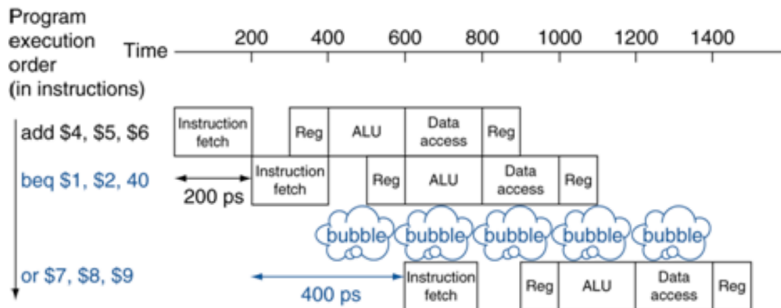 Program
execution
order
(in instructions)
Time
200 400 600 800 1000 1200 1400
add $4, $5, $6
Instruction
fetch
Reg
ALU
Data
access
Reg
beq $1, $2, 40
200 ps
Instruction
fetch
Reg
ALU
Data
access
Reg
bubble bubble bubble bubble bubble
or $7, $8, $9
400 ps
Instruction
fetch
Reg
ALU
Data
access
Reg